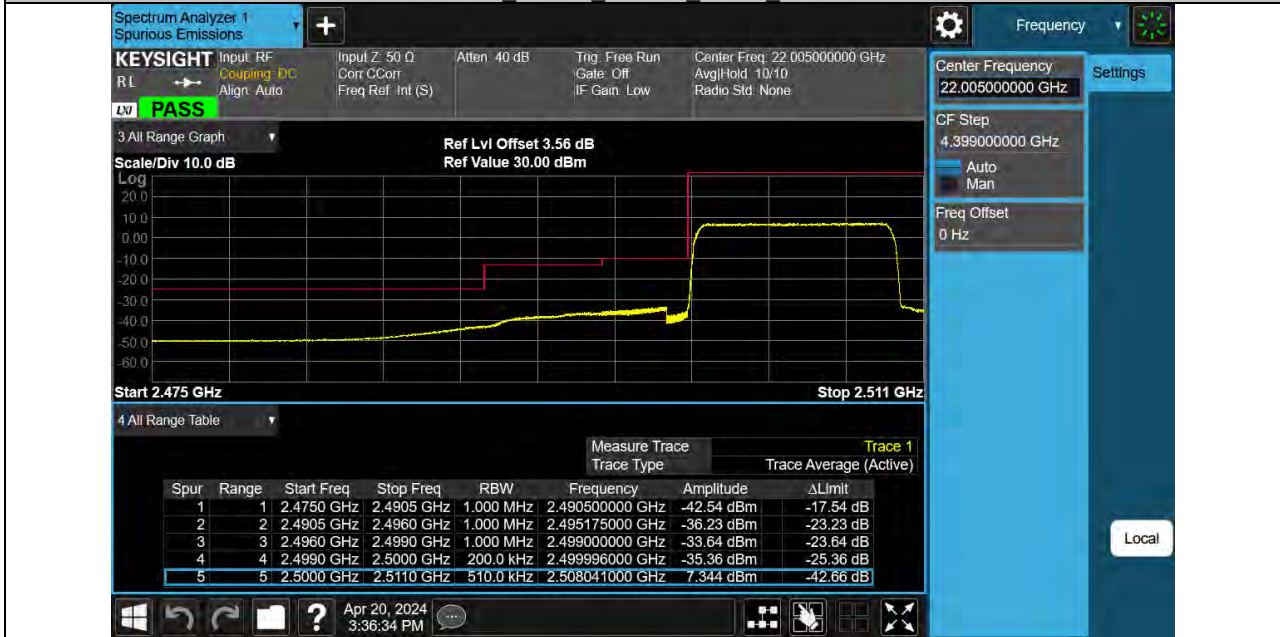 Spectrum Analyzer 1
Spurious Emissions
+
Frequency
KEYSIGHT Input: RF Input Z: 50 Ω Atten: 40 dB Trig: Free Run Center Freq: 22.005000000 GHz
RL Coupling: DC Corr CCorr Gate: Off Avg|Hold: 10/10
Align: Auto Freq Ref: Int (S) IF Gain: Low Radio Std: None
LXI PASS
Center Frequency
22.005000000 GHz
Settings
CF Step
4.399000000 GHz
Auto
Man
Freq Offset
0 Hz
3 All Range Graph
Ref Lvl Offset 3.56 dB
Scale/Div 10.0 dB Ref Value 30.00 dBm
Log
20.0
10.0
0.00
-10.0
-20.0
-30.0
-40.0
-50.0
-60.0
Start 2.475 GHz Stop 2.511 GHz
4 All Range Table
Measure Trace Trace 1
Trace Type Trace Average (Active)
Spur Range Start Freq Stop Freq RBW Frequency Amplitude ΔLimit
1 1 2.4750 GHz 2.4905 GHz 1.000 MHz 2.490500000 GHz -42.54 dBm -17.54 dB
2 2 2.4905 GHz 2.4960 GHz 1.000 MHz 2.495175000 GHz -36.23 dBm -23.23 dB
3 3 2.4960 GHz 2.4990 GHz 1.000 MHz 2.499000000 GHz -33.64 dBm -23.64 dB
4 4 2.4990 GHz 2.5000 GHz 200.0 kHz 2.499996000 GHz -35.36 dBm -25.36 dB
5 5 2.5000 GHz 2.5110 GHz 510.0 kHz 2.508041000 GHz 7.344 dBm -42.66 dB
Local
? Apr 20, 2024
3:36:34 PM